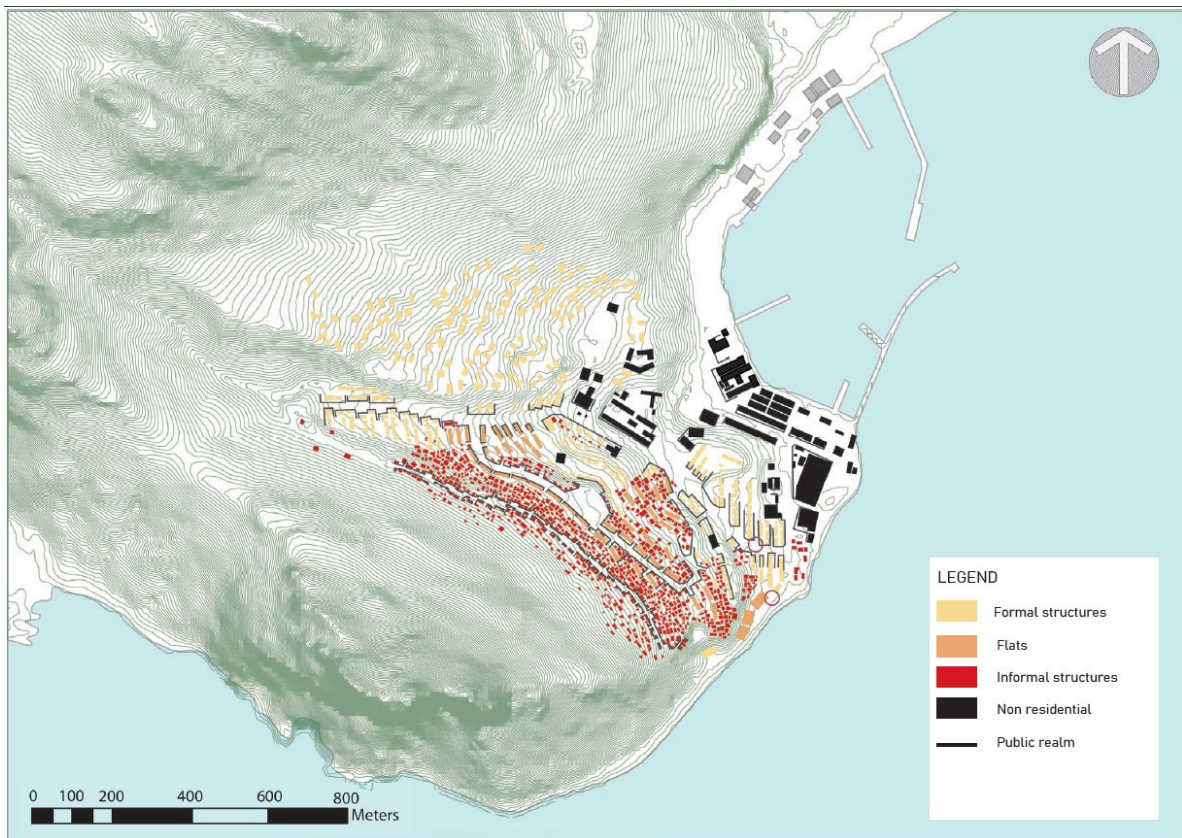 LEGEND
Formal structures
Flats
Informal structures
Non residential
Public realm
0 100 200 400 600 800
Meters